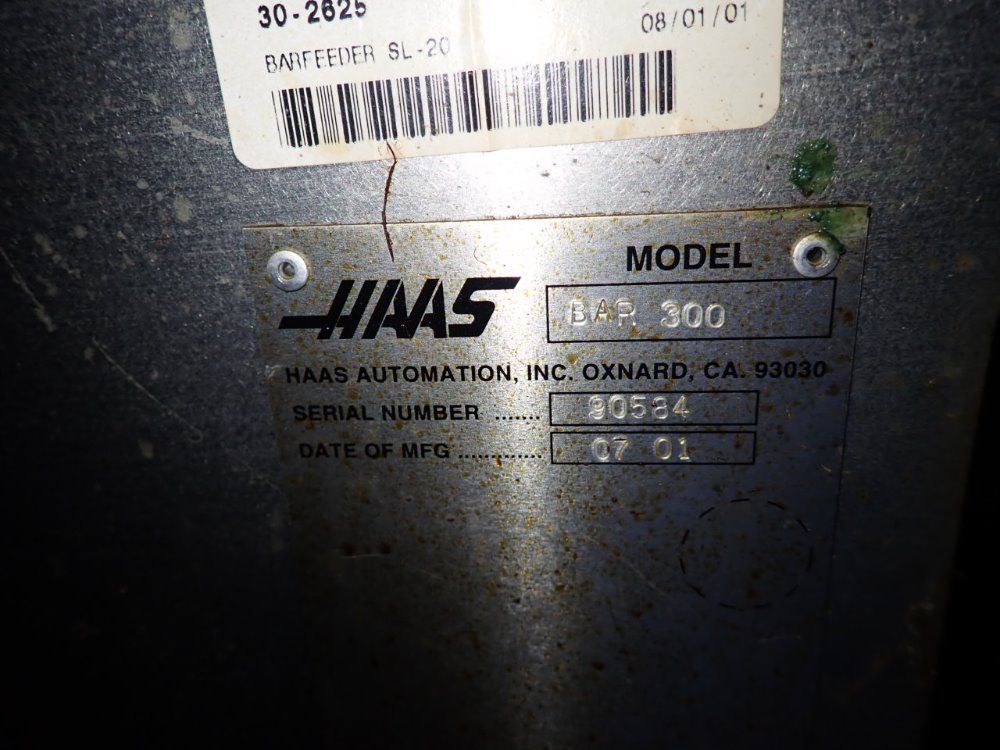 30-2625
08/01/01
BARFEEDER SL-20
HAAS
MODEL
BAR 300
HAAS AUTOMATION, INC. OXNARD, CA. 93030
SERIAL NUMBER ....... 90584
DATE OF MFG ............. 07 01